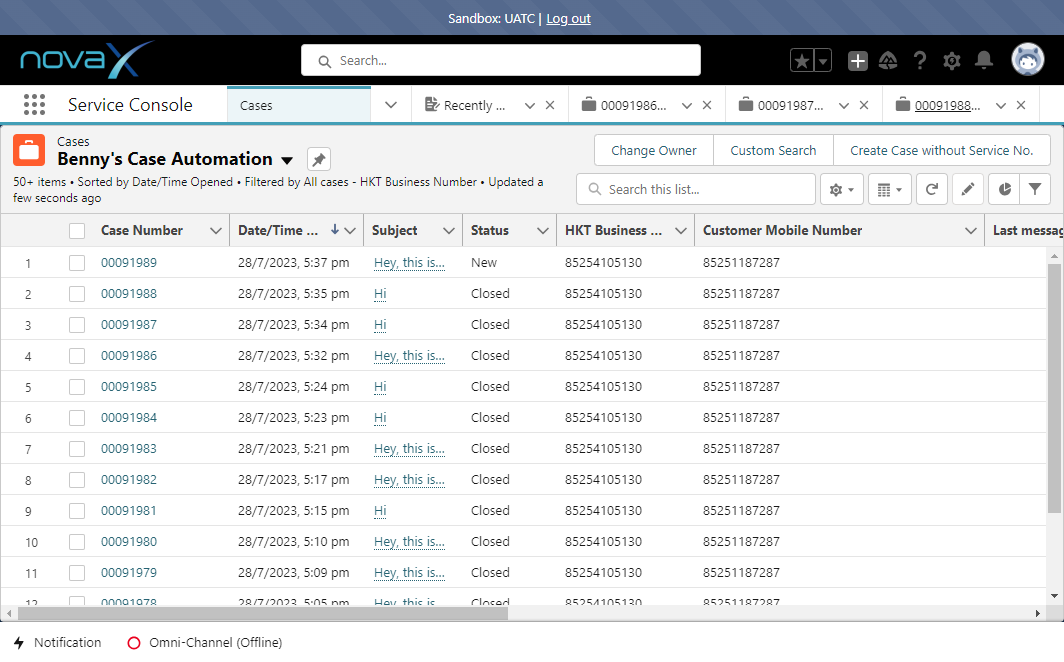 Sandbox: UATC | Log out
novaX
Search...
Service Console
Cases
Recently ...
00091986...
00091987...
00091988...
Cases
Benny's Case Automation
Change Owner
Custom Search
Create Case without Service No.
50+ items • Sorted by Date/Time Opened • Filtered by All cases - HKT Business Number • Updated a
few seconds ago
Search this list...
Case Number Date/Time ... Subject Status HKT Business ... Customer Mobile Number Last messag
1 00091989 28/7/2023, 5:37 pm Hey, this is... New 85254105130 85251187287
2 00091988 28/7/2023, 5:35 pm Hi Closed 85254105130 85251187287
3 00091987 28/7/2023, 5:34 pm Hi Closed 85254105130 85251187287
4 00091986 28/7/2023, 5:32 pm Hey, this is... Closed 85254105130 85251187287
5 00091985 28/7/2023, 5:24 pm Hi Closed 85254105130 85251187287
6 00091984 28/7/2023, 5:23 pm Hi Closed 85254105130 85251187287
7 00091983 28/7/2023, 5:21 pm Hey, this is... Closed 85254105130 85251187287
8 00091982 28/7/2023, 5:17 pm Hey, this is... Closed 85254105130 85251187287
9 00091981 28/7/2023, 5:15 pm Hi Closed 85254105130 85251187287
10 00091980 28/7/2023, 5:10 pm Hey, this is... Closed 85254105130 85251187287
11 00091979 28/7/2023, 5:09 pm Hey, this is... Closed 85254105130 85251187287
12 00091978 28/7/2023, 5:05 pm Hey, this is Closed 85254105130 85251187287
Notification
Omni-Channel (Offline)